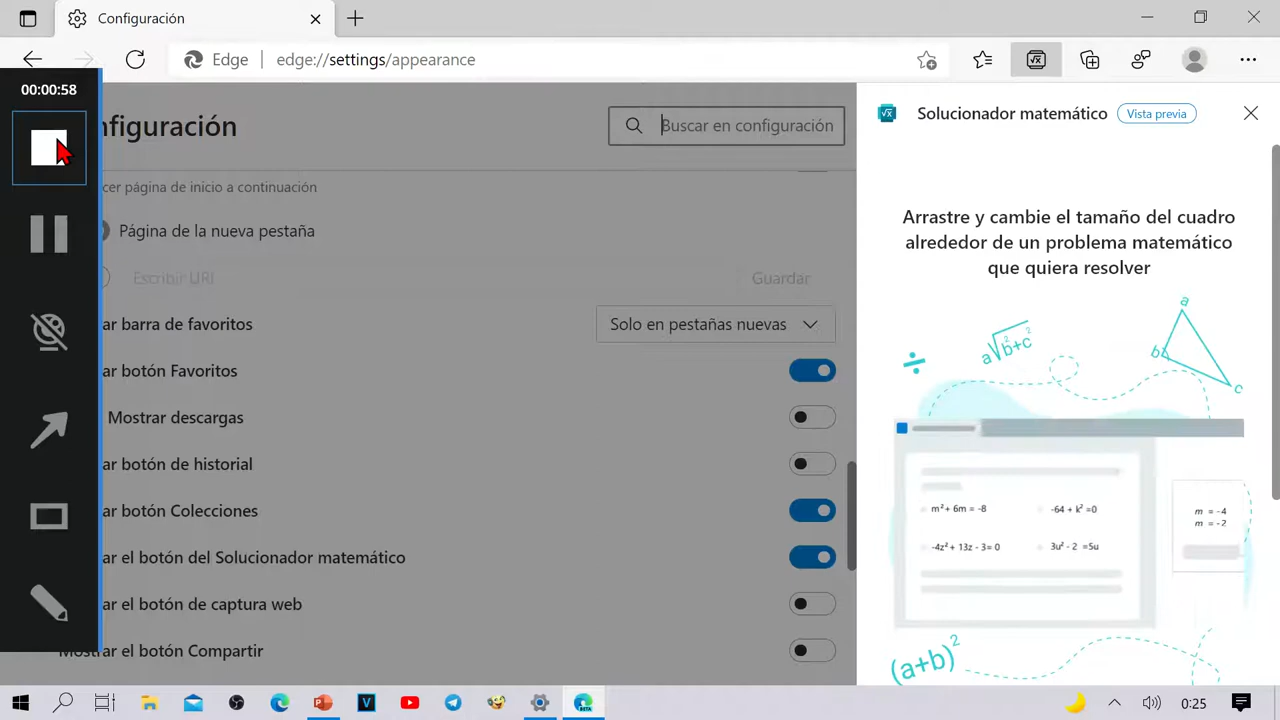 Configuración
Edge
edge://settings/appearance
00:00:58
nfiguración
Buscar en configuración
cer página de inicio a continuación
Página de la nueva pestaña
Escribir URI
Guardar
ar barra de favoritos
Solo en pestañas nuevas
ar botón Favoritos
Mostrar descargas
ar botón de historial
ar botón Colecciones
ar el botón del Solucionador matemático
ar el botón de captura web
Mostrar el botón Compartir
√x
Solucionador matemático
Vista previa
Arrastre y cambie el tamaño del cuadro
alrededor de un problema matemático
que quiera resolver
÷
a√b²+c²
a
b
c
m² + 6m = -8
-64 + k² =0
-4z² + 13z - 3 = 0
3u² - 2 =5u
m = -4
m = -2
(a+b)²
BETA
0:25